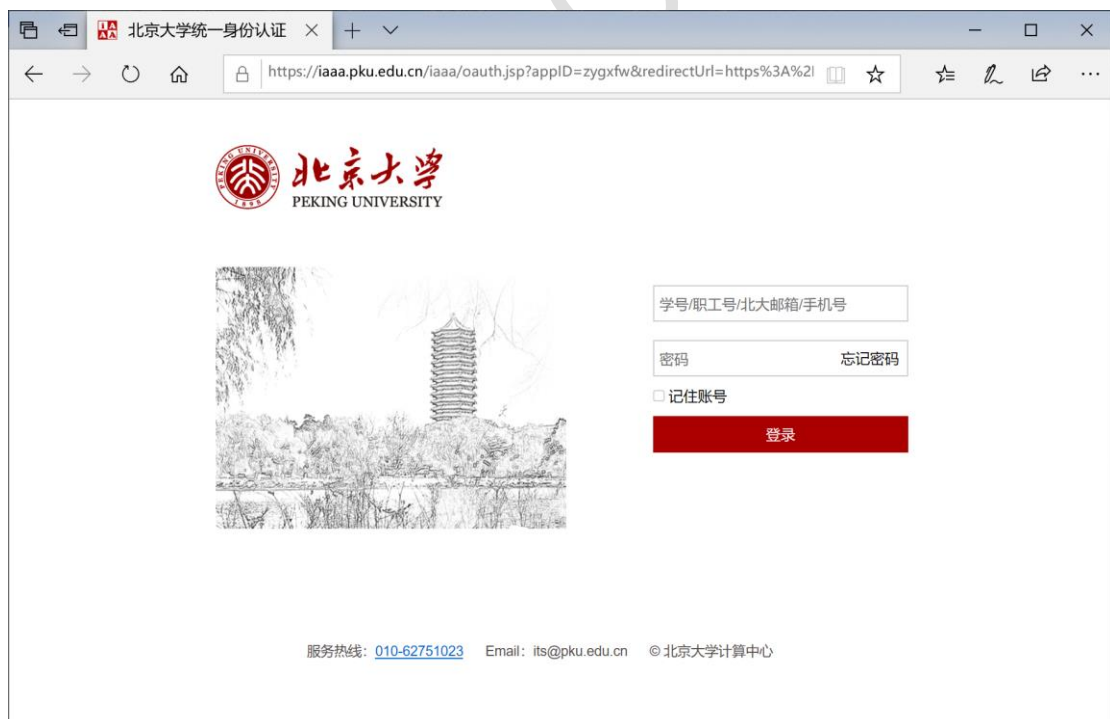 北京大学统一身份认证
https://iaaa.pku.edu.cn/iaaa/oauth.jsp?appID=zygxfw&redirectUrl=https%3A%2
北京大学
PEKING UNIVERSITY
学号/职工号/北大邮箱/手机号
密码 忘记密码
记住账号
登录
服务热线：010-62751023 Email：its@pku.edu.cn ©北京大学计算中心